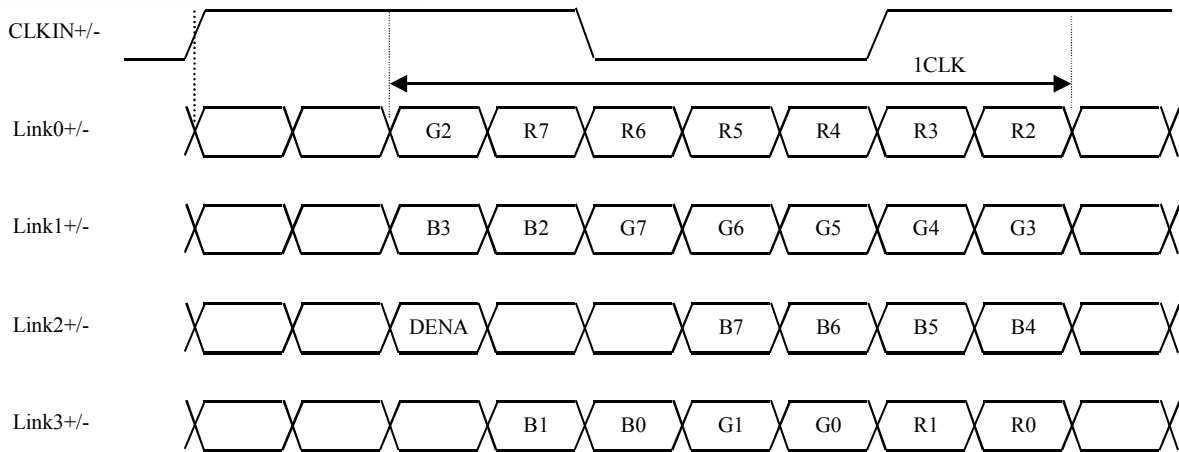 CLKIN+/-
1CLK
Link0+/- G2 R7 R6 R5 R4 R3 R2
Link1+/- B3 B2 G7 G6 G5 G4 G3
Link2+/- DENA B7 B6 B5 B4
Link3+/- B1 B0 G1 G0 R1 R0